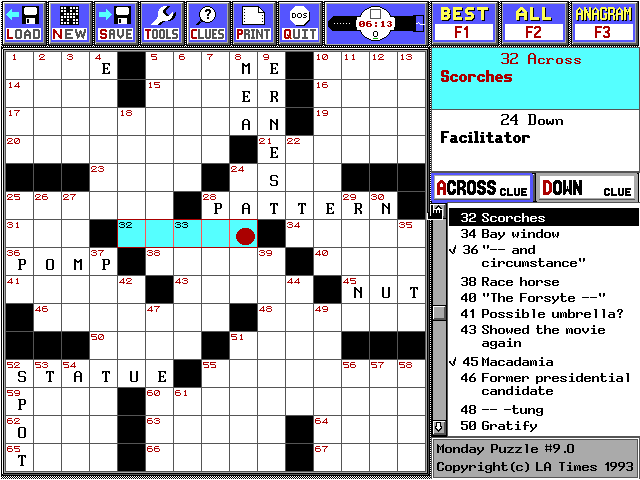 LOAD NEW SAVE TOOLS CLUES PRINT DOS QUIT 06:13 BEST F1 ALL F2 ANAGRAM F3
32 Across
Scorches
24 Down
Facilitator
ACROSS CLUE DOWN CLUE
1 2 3 4 E 5 6 7 8 M 9 E 10 11 12 13
14 15 E R 16
17 18 A N 19
20 21 E 22
23 24 S
25 26 27 28 P A T T E R 29 N 30
31 32 33 34 35
36 P O M P 37 38 39 40
41 42 43 44 45 N U T
46 47 48 49
50 51
52 S 53 T 54 A T U E 55 56 57 58
59 P 60 61
62 O 63 64
65 T 66 67
32 Scorches
34 Bay window
√ 36 "-- and
circumstance"
38 Race horse
40 "The Forsyte --"
41 Possible umbrella?
43 Showed the movie
again
√ 45 Macadamia
46 Former presidential
candidate
48 -- -tung
50 Gratify
Monday Puzzle #9.0
Copyright(c) LA Times 1993